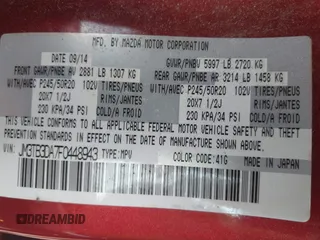 MFD. BY MAZDA MOTOR CORPORATION
DATE 09/14 GVWR/PNBV 5997 LB 2720 KG
FRONT GAWR/PNBE AV 2881 LB 1307 KG REAR GAWR/PNBE AR 3214 LB 1458 KG
WITH/AVEC P245/50R20 102V TIRES/PNEUS WITH/AVEC P245/50R20 102V TIRES/PNEUS
20X7 1/2J RIMS/JANTES 20X7 1/2J RIMS/JANTES
230 KPA/34 PSI COLD/A FROID 230 KPA/34 PSI COLD/A FROID
THIS VEHICLE CONFORMS TO ALL APPLICABLE FEDERAL MOTOR VEHICLE
SAFETY AND THEFT PREVENTION STANDARDS IN EFFECT ON THE DATE OF
MANUFACTURE SHOWN ABOVE.
VIN: JM3TB3DA7F0448943 TYPE:MPV COLOR CODE:41G MADE IN JAPAN